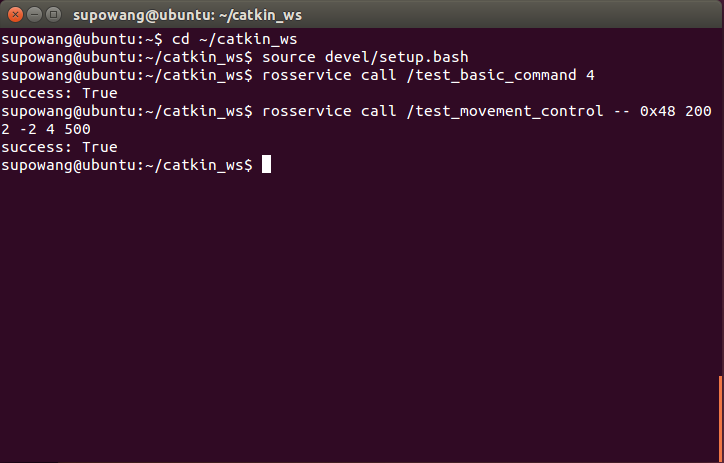 supowang@ubuntu: ~/catkin_ws
supowang@ubuntu:~$ cd ~/catkin_ws
supowang@ubuntu:~/catkin_ws$ source devel/setup.bash
supowang@ubuntu:~/catkin_ws$ rosservice call /test_basic_command 4
success: True
supowang@ubuntu:~/catkin_ws$ rosservice call /test_movement_control -- 0x48 200
2 -2 4 500
success: True
supowang@ubuntu:~/catkin_ws$